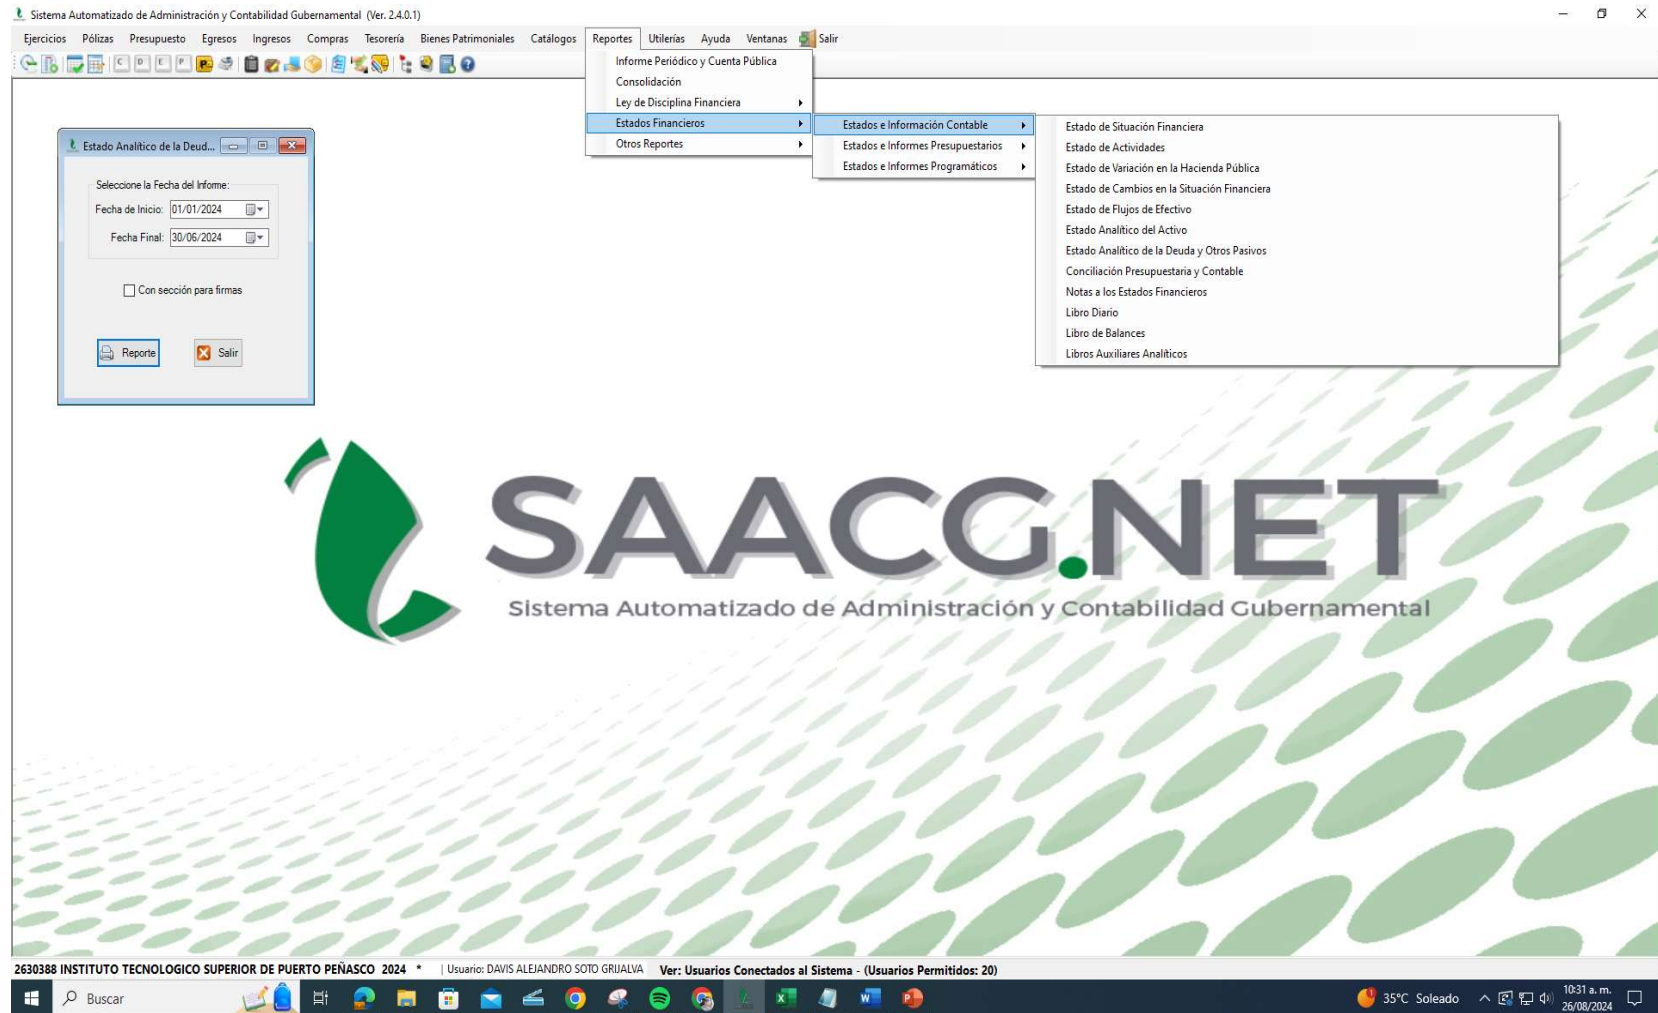 Sistema Automatizado de Administración y Contabilidad Gubernamental (Ver. 2.4.0.1)
Ejercicios Pólizas Presupuesto Egresos Ingresos Compras Tesorería Bienes Patrimoniales Catálogos Reportes Utilerías Ayuda Ventanas Salir
C D E P
Informe Periódico y Cuenta Pública
Consolidación
Ley de Disciplina Financiera
Estados Financieros
Otros Reportes
Estados e Información Contable
Estados e Informes Presupuestarios
Estados e Informes Programáticos
Estado de Situación Financiera
Estado de Actividades
Estado de Variación en la Hacienda Pública
Estado de Cambios en la Situación Financiera
Estado de Flujos de Efectivo
Estado Analítico del Activo
Estado Analítico de la Deuda y Otros Pasivos
Conciliación Presupuestaria y Contable
Notas a los Estados Financieros
Libro Diario
Libro de Balances
Libros Auxiliares Analíticos
Estado Analítico de la Deud...
Seleccione la Fecha del Informe:
Fecha de Inicio: 01/01/2024
Fecha Final: 30/06/2024
Con sección para firmas
Reporte Salir
SAACG.NET
Sistema Automatizado de Administración y Contabilidad Gubernamental
2630388 INSTITUTO TECNOLOGICO SUPERIOR DE PUERTO PEÑASCO 2024 * | Usuario: DAVIS ALEJANDRO SOTO GRIJALVA Ver: Usuarios Conectados al Sistema - (Usuarios Permitidos: 20)
Buscar
35°C Soleado
10:31 a. m.
26/08/2024